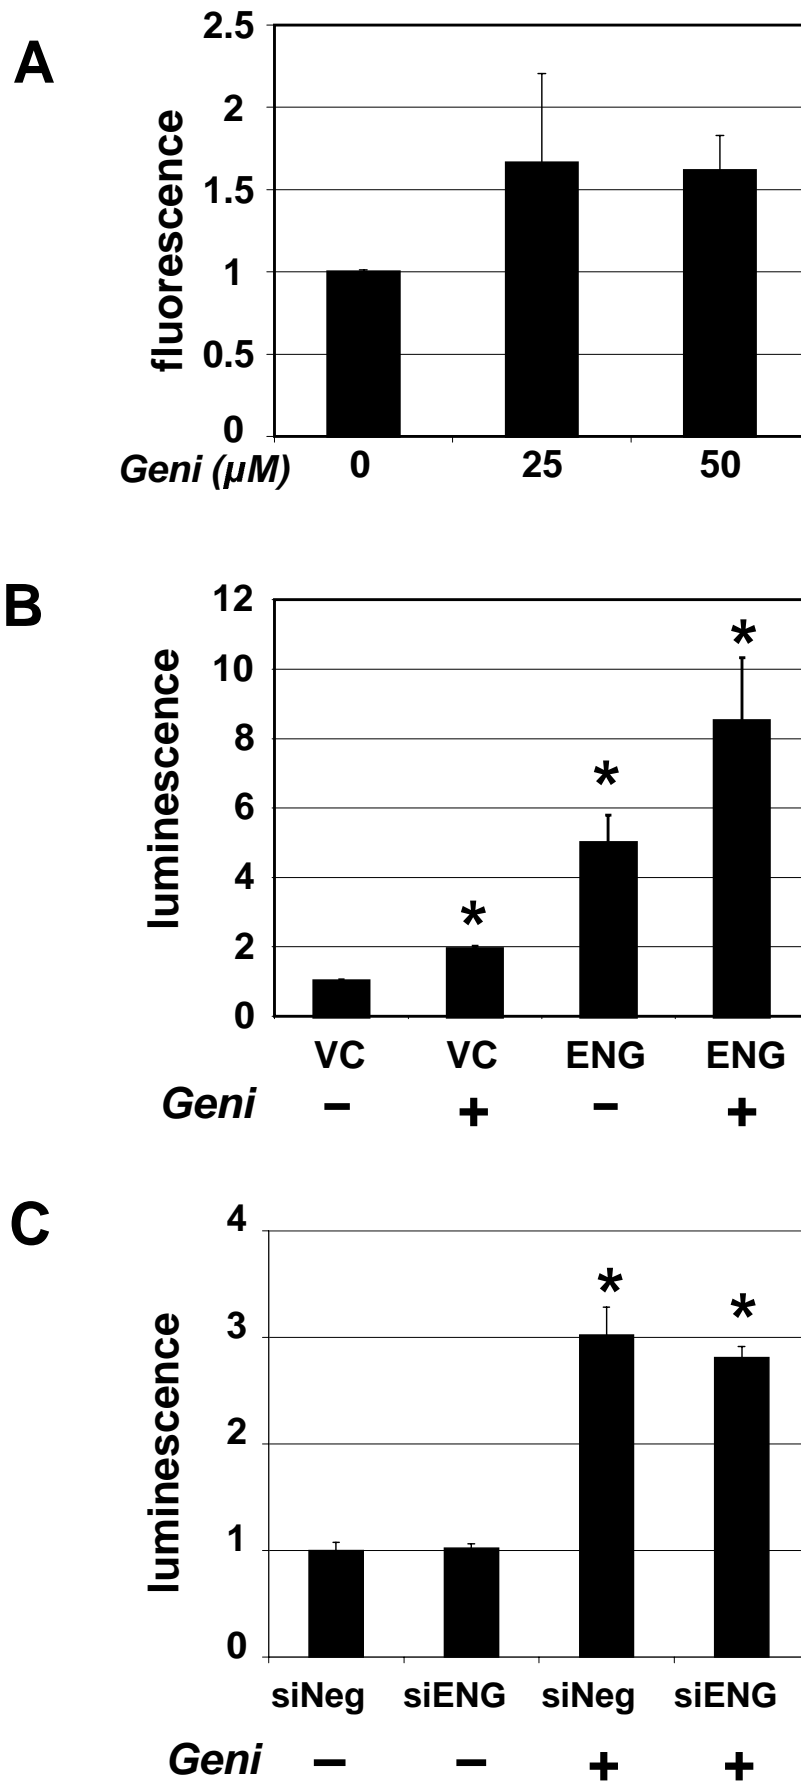 A
fluorescence
2.5
2
1.5
1
0.5
0
Geni (µM) 0 25 50
B
luminescence
12
10
8
6
4
2
0
*
*
*
VC VC ENG ENG
Geni − + − +
C
luminescence
4
3
2
1
0
* *
siNeg siENG siNeg siENG
Geni − − + +